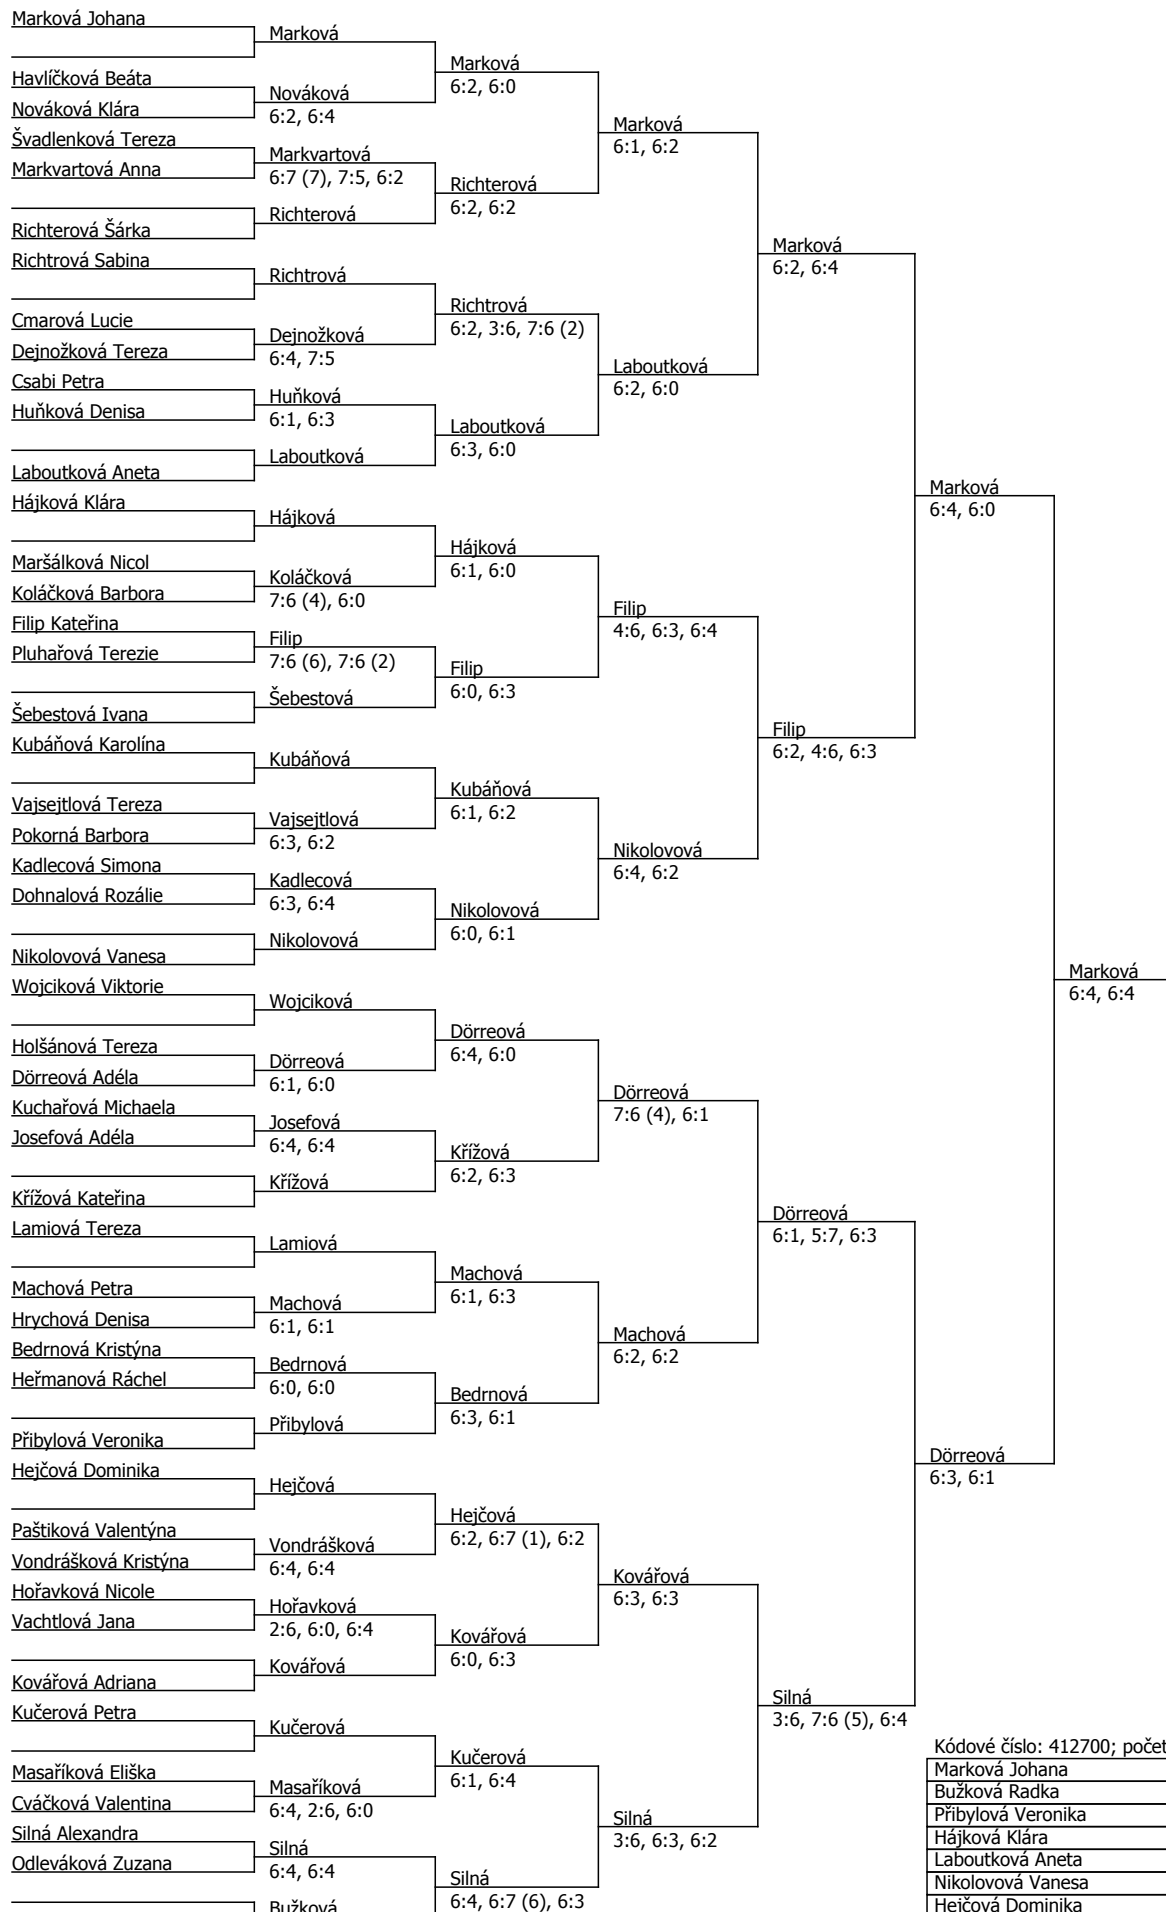 Marková Johana
Havlíčková Beáta
Nováková Klára
Švadlenková Tereza
Markvartová Anna
Richterová Šárka
Richtrová Sabina
Cmarová Lucie
Dejnožková Tereza
Csabi Petra
Huňková Denisa
Laboutková Aneta
Hájková Klára
Maršálková Nicol
Koláčková Barbora
Filip Kateřina
Pluhařová Terezie
Šebestová Ivana
Kubáňová Karolína
Vajsejtlová Tereza
Pokorná Barbora
Kadlecová Simona
Dohnalová Rozálie
Nikolovová Vanesa
Wojciková Viktorie
Holšánová Tereza
Dörreová Adéla
Kuchařová Michaela
Josefová Adéla
Křížová Kateřina
Lamiová Tereza
Machová Petra
Hrychová Denisa
Bedrnová Kristýna
Heřmanová Ráchel
Přibylová Veronika
Hejčová Dominika
Paštiková Valentýna
Vondrášková Kristýna
Hořavková Nicole
Vachtlová Jana
Kovářová Adriana
Kučerová Petra
Masaříková Eliška
Cváčková Valentina
Silná Alexandra
Odleváková Zuzana
Marková
Nováková
6:2, 6:4
Markvartová
6:7 (7), 7:5, 6:2
Richterová
Richtrová
Dejnožková
6:4, 7:5
Huňková
6:1, 6:3
Laboutková
Hájková
Koláčková
7:6 (4), 6:0
Filip
7:6 (6), 7:6 (2)
Šebestová
Kubáňová
Vajsejtlová
6:3, 6:2
Kadlecová
6:3, 6:4
Nikolovová
Wojciková
Dörreová
6:1, 6:0
Josefová
6:4, 6:4
Křížová
Lamiová
Machová
6:1, 6:1
Bedrnová
6:0, 6:0
Přibylová
Hejčová
Vondrášková
6:4, 6:4
Hořavková
2:6, 6:0, 6:4
Kovářová
Kučerová
Masaříková
6:4, 2:6, 6:0
Silná
6:4, 6:4
Bužková
Marková
6:2, 6:0
Richterová
6:2, 6:2
Richtrová
6:2, 3:6, 7:6 (2)
Laboutková
6:3, 6:0
Hájková
6:1, 6:0
Filip
6:0, 6:3
Kubáňová
6:1, 6:2
Nikolovová
6:0, 6:1
Dörreová
6:4, 6:0
Křížová
6:2, 6:3
Machová
6:1, 6:3
Bedrnová
6:3, 6:1
Hejčová
6:2, 6:7 (1), 6:2
Kovářová
6:0, 6:3
Kučerová
6:1, 6:4
Silná
6:4, 6:7 (6), 6:3
Marková
6:1, 6:2
Laboutková
6:2, 6:0
Filip
4:6, 6:3, 6:4
Nikolovová
6:4, 6:2
Dörreová
7:6 (4), 6:1
Machová
6:2, 6:2
Kovářová
6:3, 6:3
Silná
3:6, 6:3, 6:2
Marková
6:2, 6:4
Filip
6:2, 4:6, 6:3
Dörreová
6:1, 5:7, 6:3
Silná
3:6, 7:6 (5), 6:4
Marková
6:4, 6:0
Dörreová
6:3, 6:1
Marková
6:4, 6:4
Kódové číslo: 412700; počet
Marková Johana
Bužková Radka
Přibylová Veronika
Hájková Klára
Laboutková Aneta
Nikolovová Vanesa
Hejčová Dominika